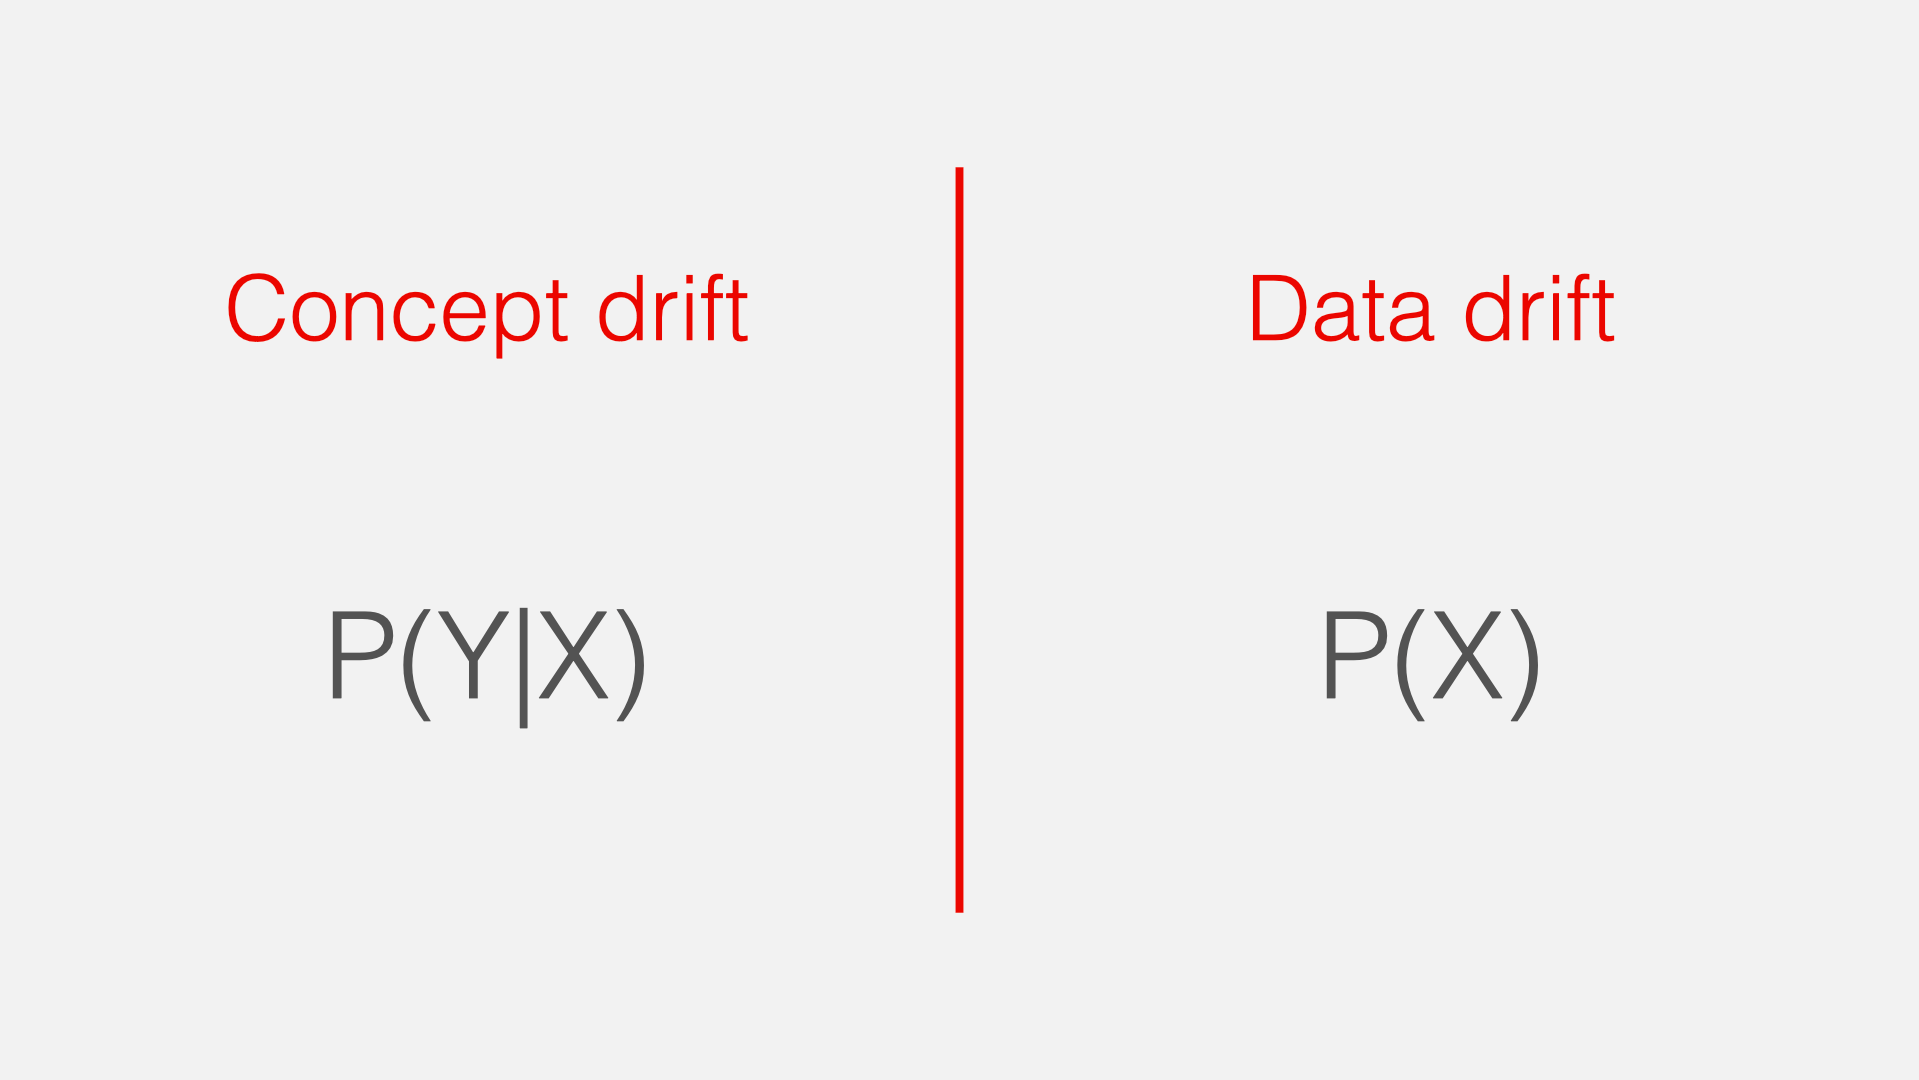 Concept drift
Data drift
P(Y|X)
P(X)